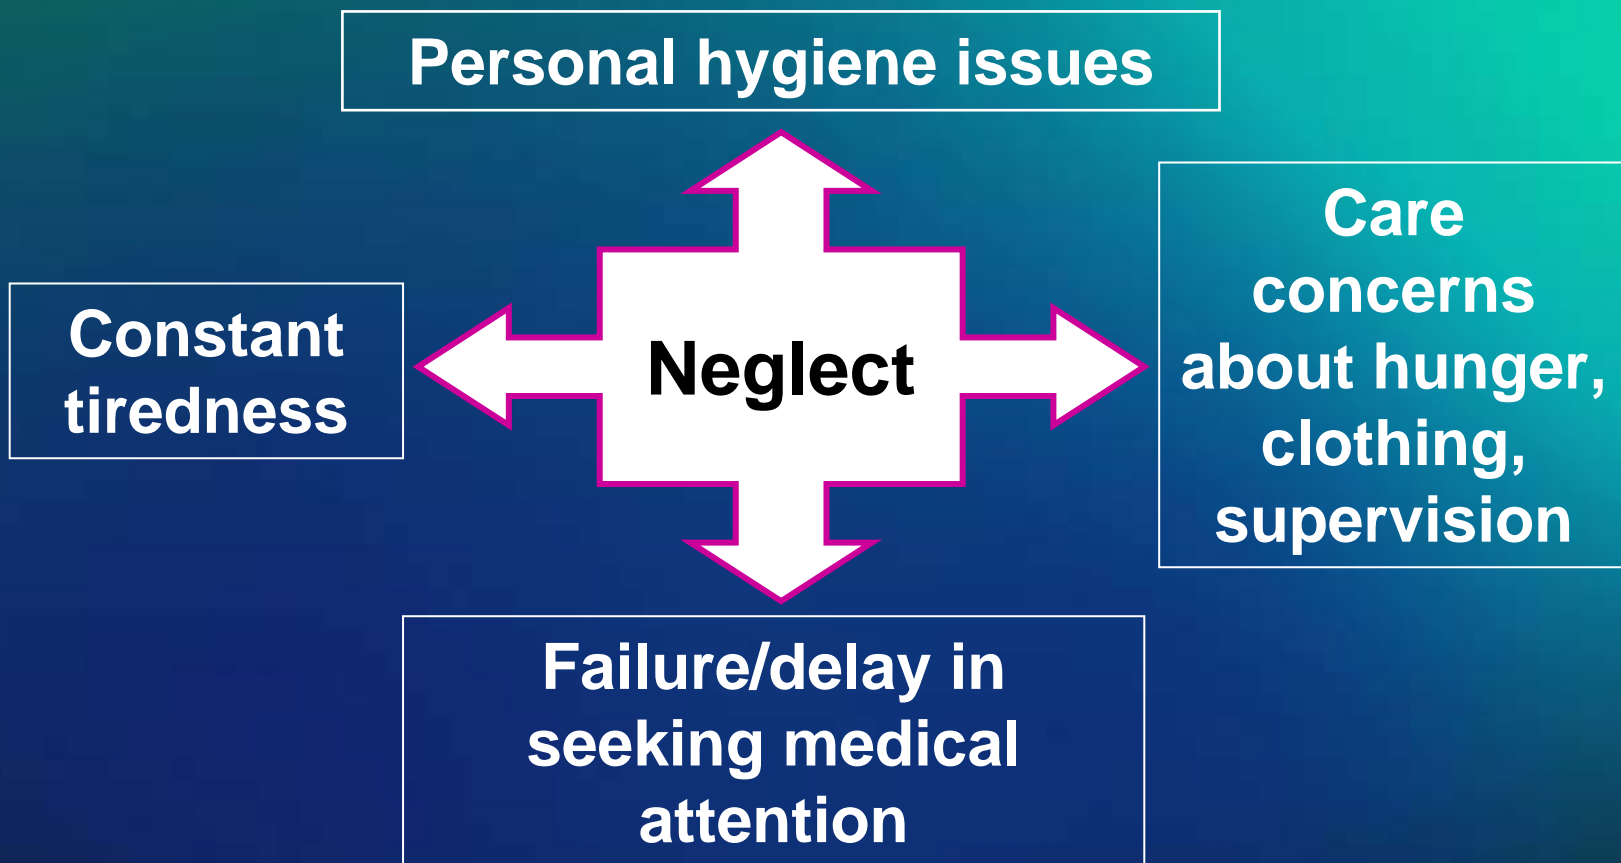 Personal hygiene issues
Care
concerns
about hunger,
clothing,
supervision
Constant
tiredness
Neglect
Failure/delay in
seeking medical
attention